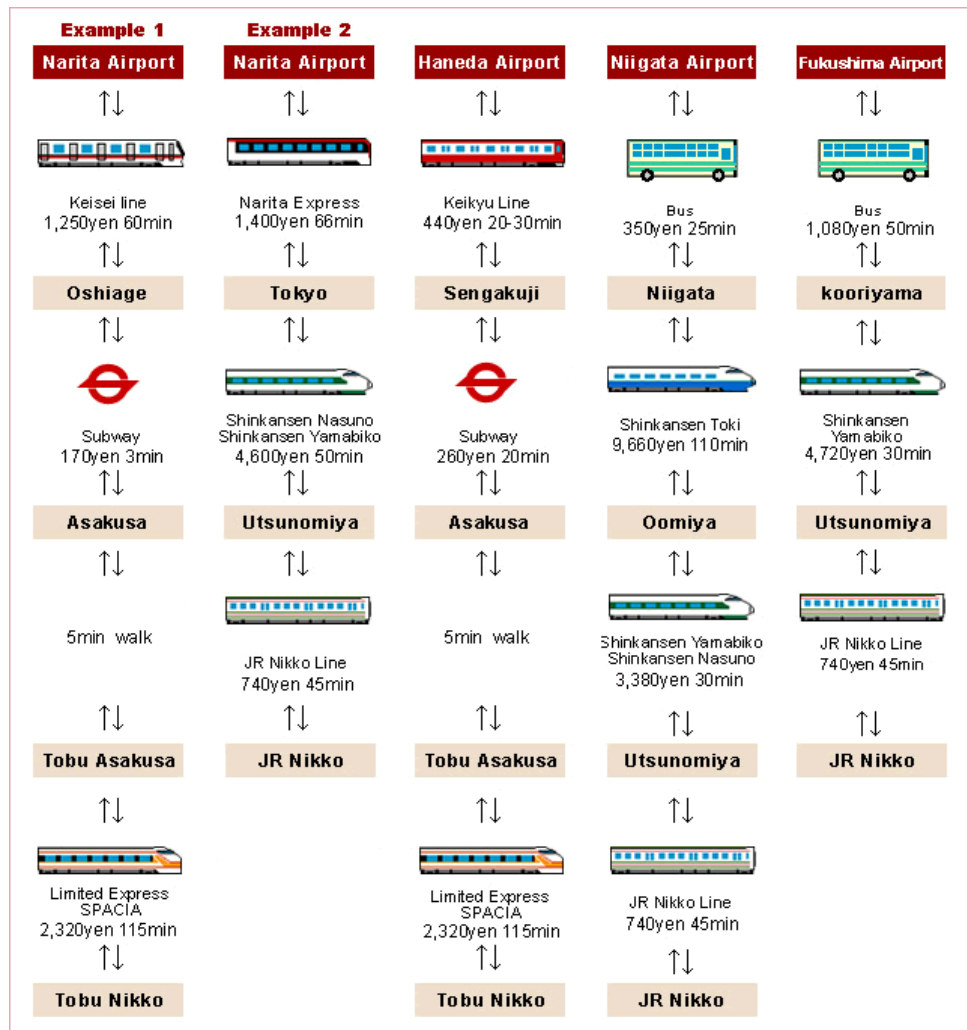 Example 1
Narita Airport
Keisei line
1,250yen 60min
Oshiage
Subway
170yen 3min
Asakusa
5min walk
Tobu Asakusa
Limited Express
SPACIA
2,320yen 115min
Tobu Nikko
Example 2
Narita Airport
Narita Express
1,400yen 66min
Tokyo
Shinkansen Nasuno
Shinkansen Yamabiko
4,600yen 50min
Utsunomiya
JR Nikko Line
740yen 45min
JR Nikko
Haneda Airport
Keikyu Line
440yen 20-30min
Sengakuji
Subway
260yen 20min
Asakusa
5min walk
Tobu Asakusa
Limited Express
SPACIA
2,320yen 115min
Tobu Nikko
Niigata Airport
Bus
350yen 25min
Niigata
Shinkansen Toki
9,660yen 110min
Oomiya
Shinkansen Yamabiko
Shinkansen Nasuno
3,380yen 30min
Utsunomiya
JR Nikko Line
740yen 45min
JR Nikko
Fukushima Airport
Bus
1,080yen 50min
kooriyama
Shinkansen
Yamabiko
4,720yen 30min
Utsunomiya
JR Nikko Line
740yen 45min
JR Nikko